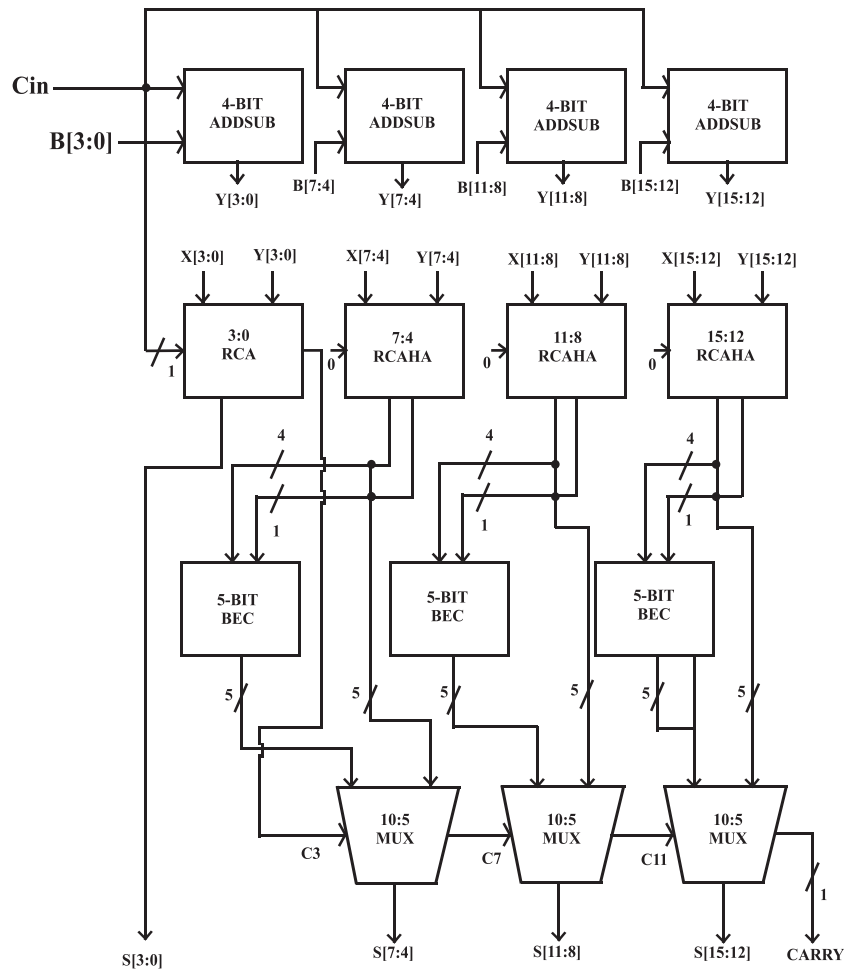 Cin
4-BIT
ADDSUB
4-BIT
ADDSUB
4-BIT
ADDSUB
4-BIT
ADDSUB
B[3:0]
B[7:4]
B[11:8]
B[15:12]
Y[3:0]
Y[7:4]
Y[11:8]
Y[15:12]
X[3:0]
Y[3:0]
X[7:4]
Y[7:4]
X[11:8]
Y[11:8]
X[15:12]
Y[15:12]
3:0
RCA
7:4
RCAHA
11:8
RCAHA
15:12
RCAHA
1
0
0
0
4
4
4
1
1
1
5-BIT
BEC
5-BIT
BEC
5-BIT
BEC
5
5
5
5
5
5
10:5
MUX
10:5
MUX
10:5
MUX
C3
C7
C11
1
S[3:0]
S[7:4]
S[11:8]
S[15:12]
CARRY